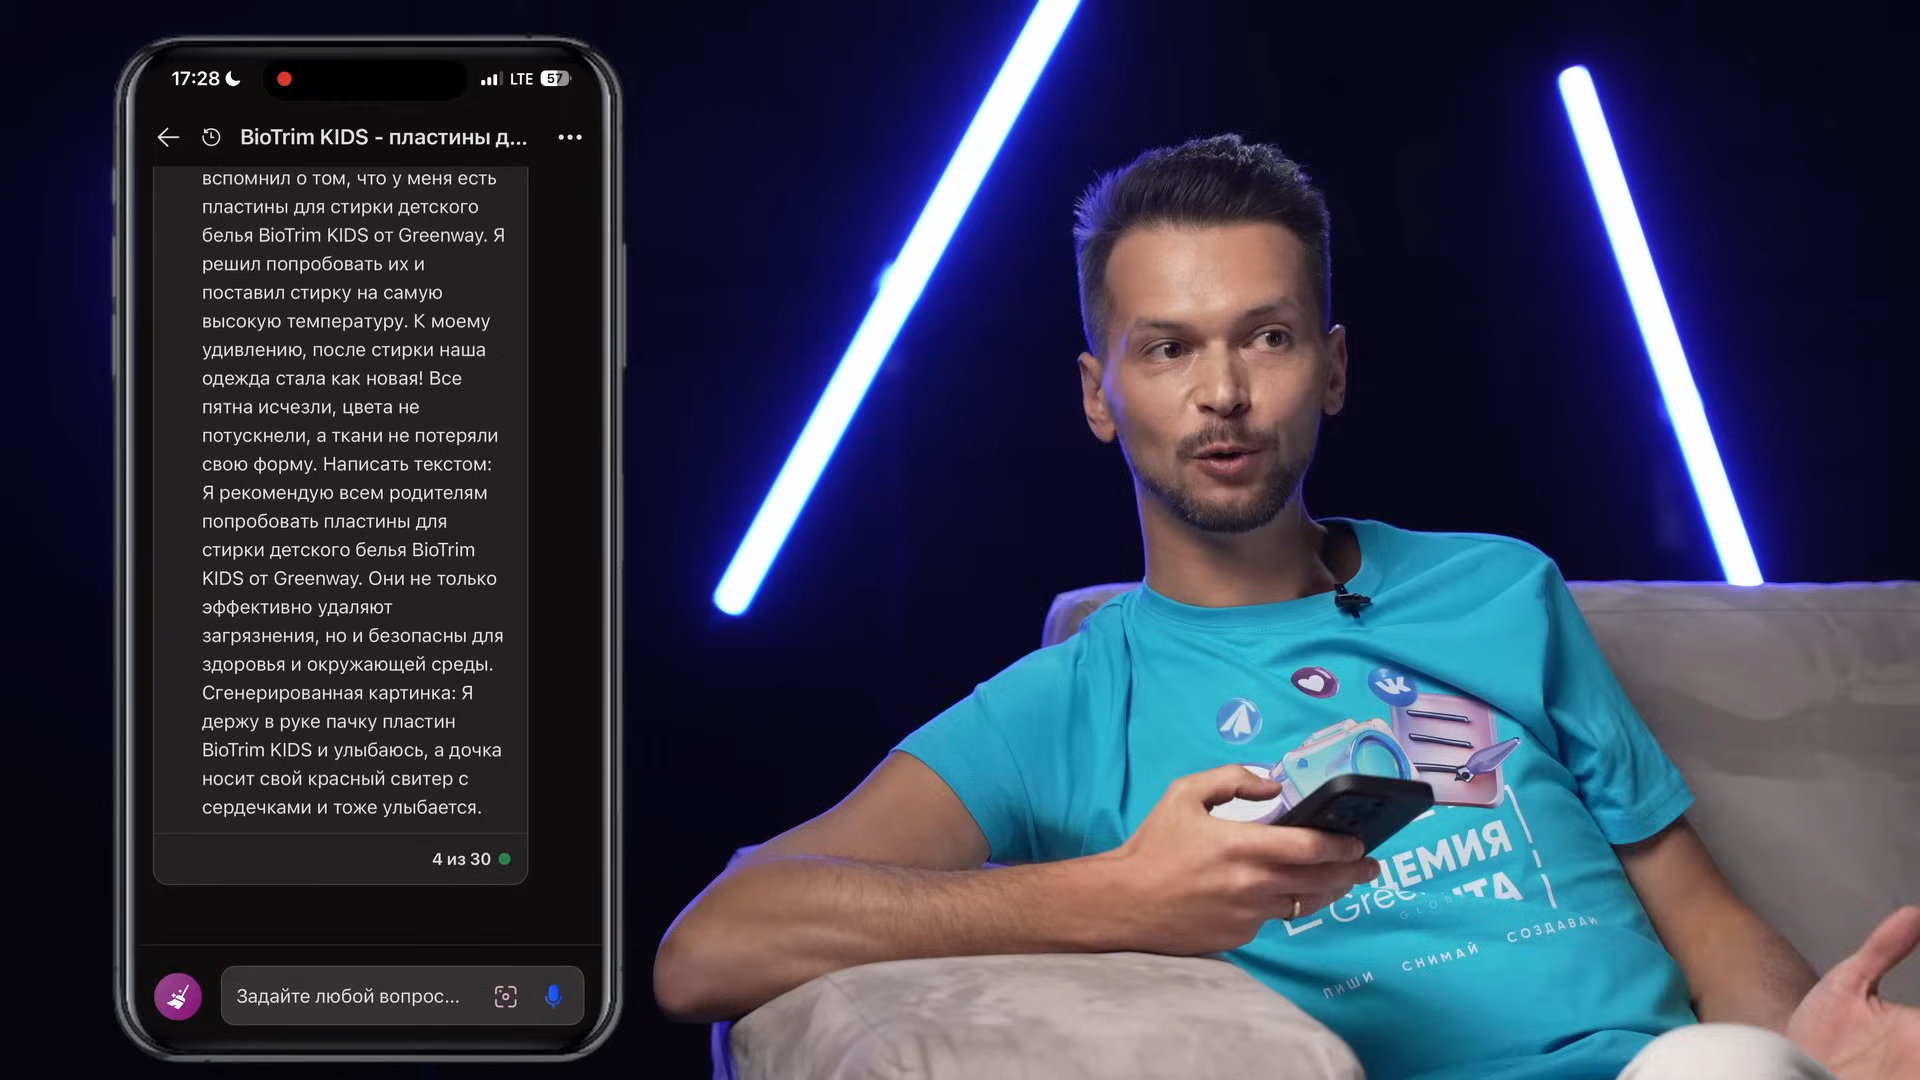 17:28
LTE
57
BioTrim KIDS - пластины д...
вспомнил о том, что у меня есть
пластины для стирки детского
белья BioTrim KIDS от Greenway. Я
решил попробовать их и
поставил стирку на самую
высокую температуру. К моему
удивлению, после стирки наша
одежда стала как новая! Все
пятна исчезли, цвета не
потускнели, а ткани не потеряли
свою форму. Написать текстом:
Я рекомендую всем родителям
попробовать пластины для
стирки детского белья BioTrim
KIDS от Greenway. Они не только
эффективно удаляют
загрязнения, но и безопасны для
здоровья и окружающей среды.
Сгенерированная картинка: Я
держу в руке пачку пластин
BioTrim KIDS и улыбаюсь, а дочка
носит свой красный свитер с
сердечками и тоже улыбается.
4 из 30
Задайте любой вопрос...
ПИШИ СНИМАЙ СОЗДАВАЙ